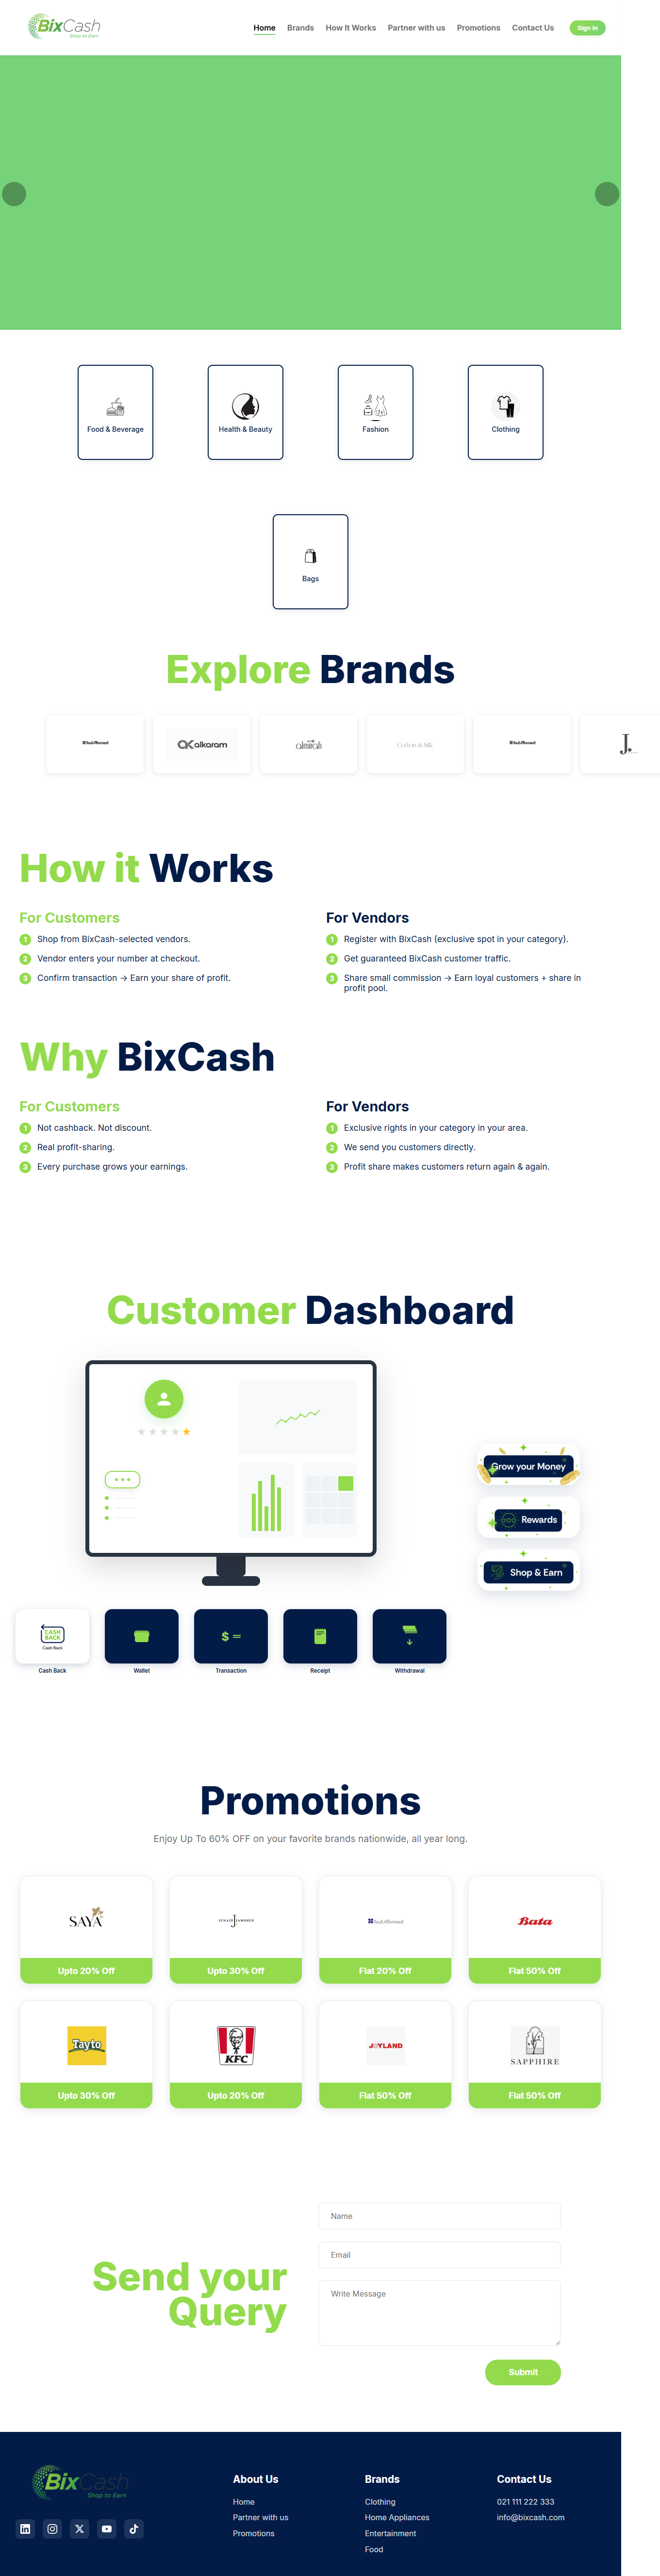 BixCash
Shop to Earn
Home Brands How It Works Partner with us Promotions Contact Us Sign In
Food & Beverage
Health & Beauty
Fashion
Clothing
Bags
Explore Brands
alkaram
almirah
Cotton & Silk
J.
How it Works
For Customers
1 Shop from BixCash-selected vendors.
2 Vendor enters your number at checkout.
3 Confirm transaction → Earn your share of profit.
For Vendors
1 Register with BixCash (exclusive spot in your category).
2 Get guaranteed BixCash customer traffic.
3 Share small commission → Earn loyal customers + share in
profit pool.
Why BixCash
For Customers
1 Not cashback. Not discount.
2 Real profit-sharing.
3 Every purchase grows your earnings.
For Vendors
1 Exclusive rights in your category in your area.
2 We send you customers directly.
3 Profit share makes customers return again & again.
Customer Dashboard
Grow your Money
Rewards
Shop & Earn
CASH
BACK
Cash Back
$
Cash Back
Wallet
Transaction
Receipt
Withdrawal
Promotions
Enjoy Up To 60% OFF on your favorite brands nationwide, all year long.
SAYA
Upto 20% Off
J
Upto 30% Off
Flat 20% Off
Bata
Flat 50% Off
Tayto
Upto 30% Off
KFC
Upto 20% Off
JOYLAND
Flat 50% Off
SAPPHIRE
Flat 50% Off
Send your
Query
Name
Email
Write Message
Submit
BixCash
Shop to Earn
About Us
Home
Partner with us
Promotions
Brands
Clothing
Home Appliances
Entertainment
Food
Contact Us
021 111 222 333
info@bixcash.com